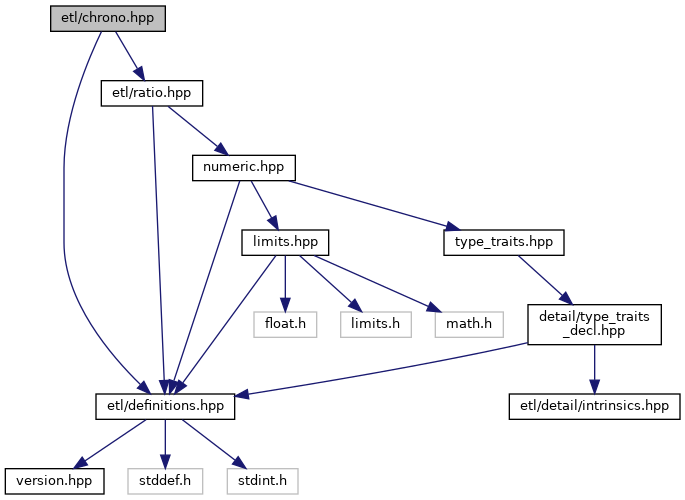 etl/chrono.hpp
etl/ratio.hpp
numeric.hpp
limits.hpp
type_traits.hpp
float.h
limits.h
math.h
detail/type_traits
_decl.hpp
etl/definitions.hpp
etl/detail/intrinsics.hpp
version.hpp
stddef.h
stdint.h